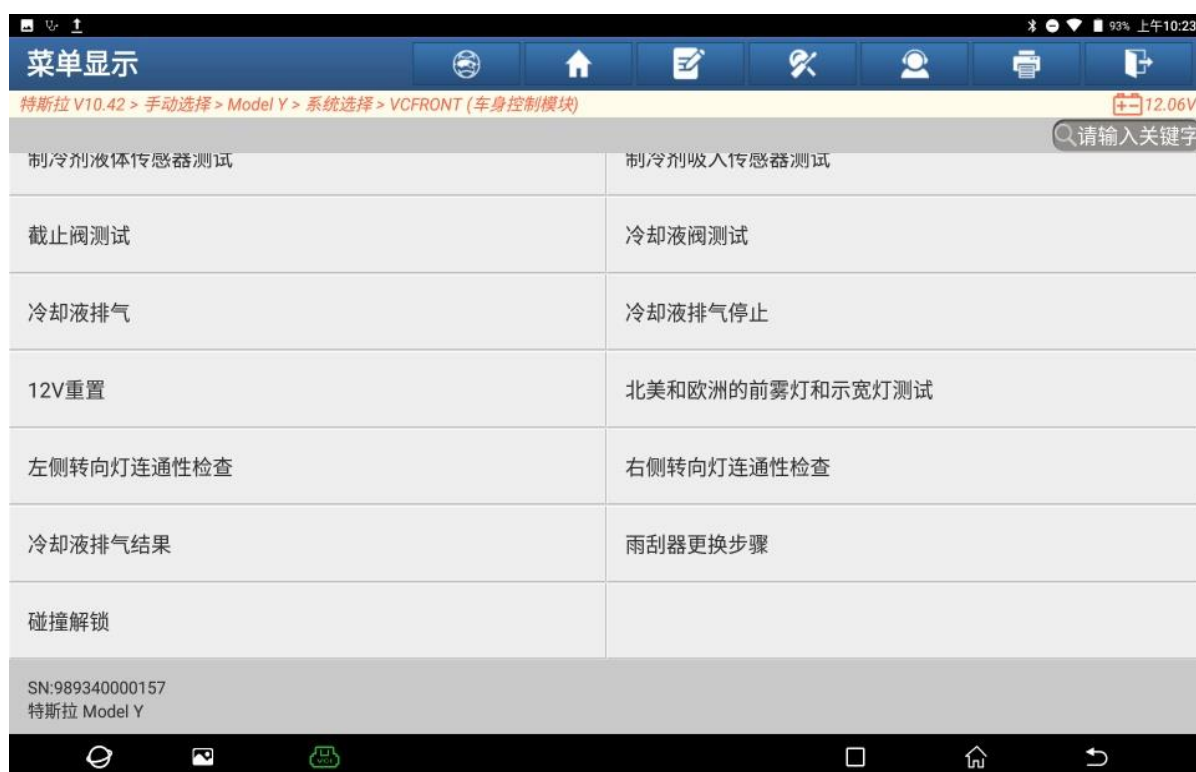 93% 上午10:23
菜单显示
特斯拉 V10.42 > 手动选择 > Model Y > 系统选择 > VCFRONT (车身控制模块)
12.06V
请输入关键字
制冷剂液体传感器测试
制冷剂吸入传感器测试
截止阀测试
冷却液阀测试
冷却液排气
冷却液排气停止
12V重置
北美和欧洲的前雾灯和示宽灯测试
左侧转向灯连通性检查
右侧转向灯连通性检查
冷却液排气结果
雨刮器更换步骤
碰撞解锁
SN:989340000157
特斯拉 Model Y
VCI